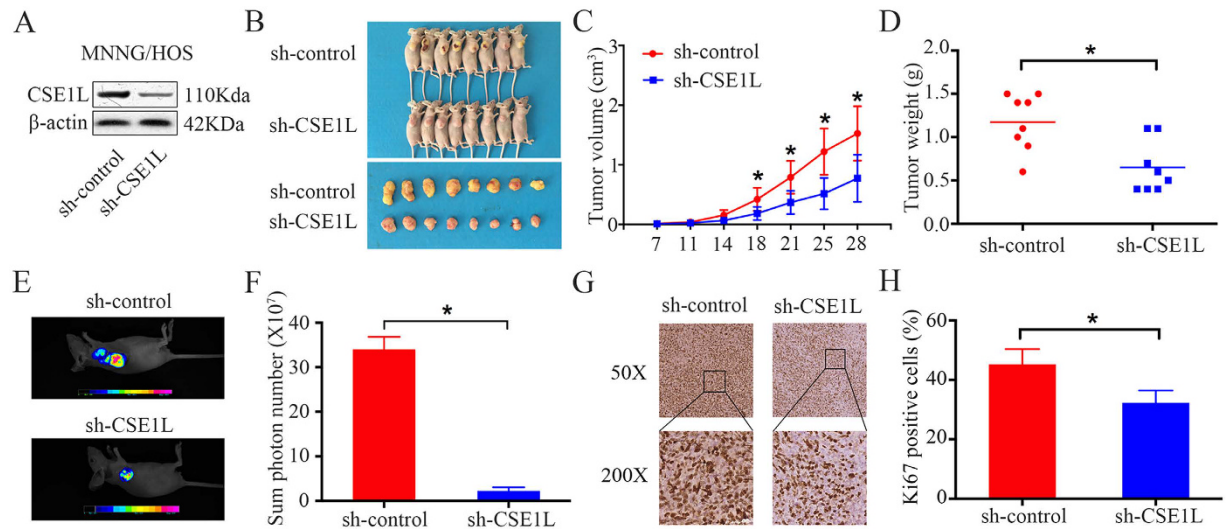 A
MNNG/HOS
CSE1L
110Kda
β-actin
42KDa
sh-control
sh-CSE1L
B
sh-control
sh-CSE1L
sh-control
sh-CSE1L
C
sh-control
sh-CSE1L
Tumor volume (cm³)
3
2
1
0
* * * *
7 11 14 18 21 25 28
D
Tumor weight (g)
2.0
1.5
1.0
0.5
0.0
*
sh-control sh-CSE1L
E
sh-control
sh-CSE1L
F
Sum photon number (X10⁷)
40
30
20
10
0
*
sh-control sh-CSE1L
G
sh-control sh-CSE1L
50X
200X
H
Ki67 positive cells (%)
60
40
20
0
*
sh-control sh-CSE1L